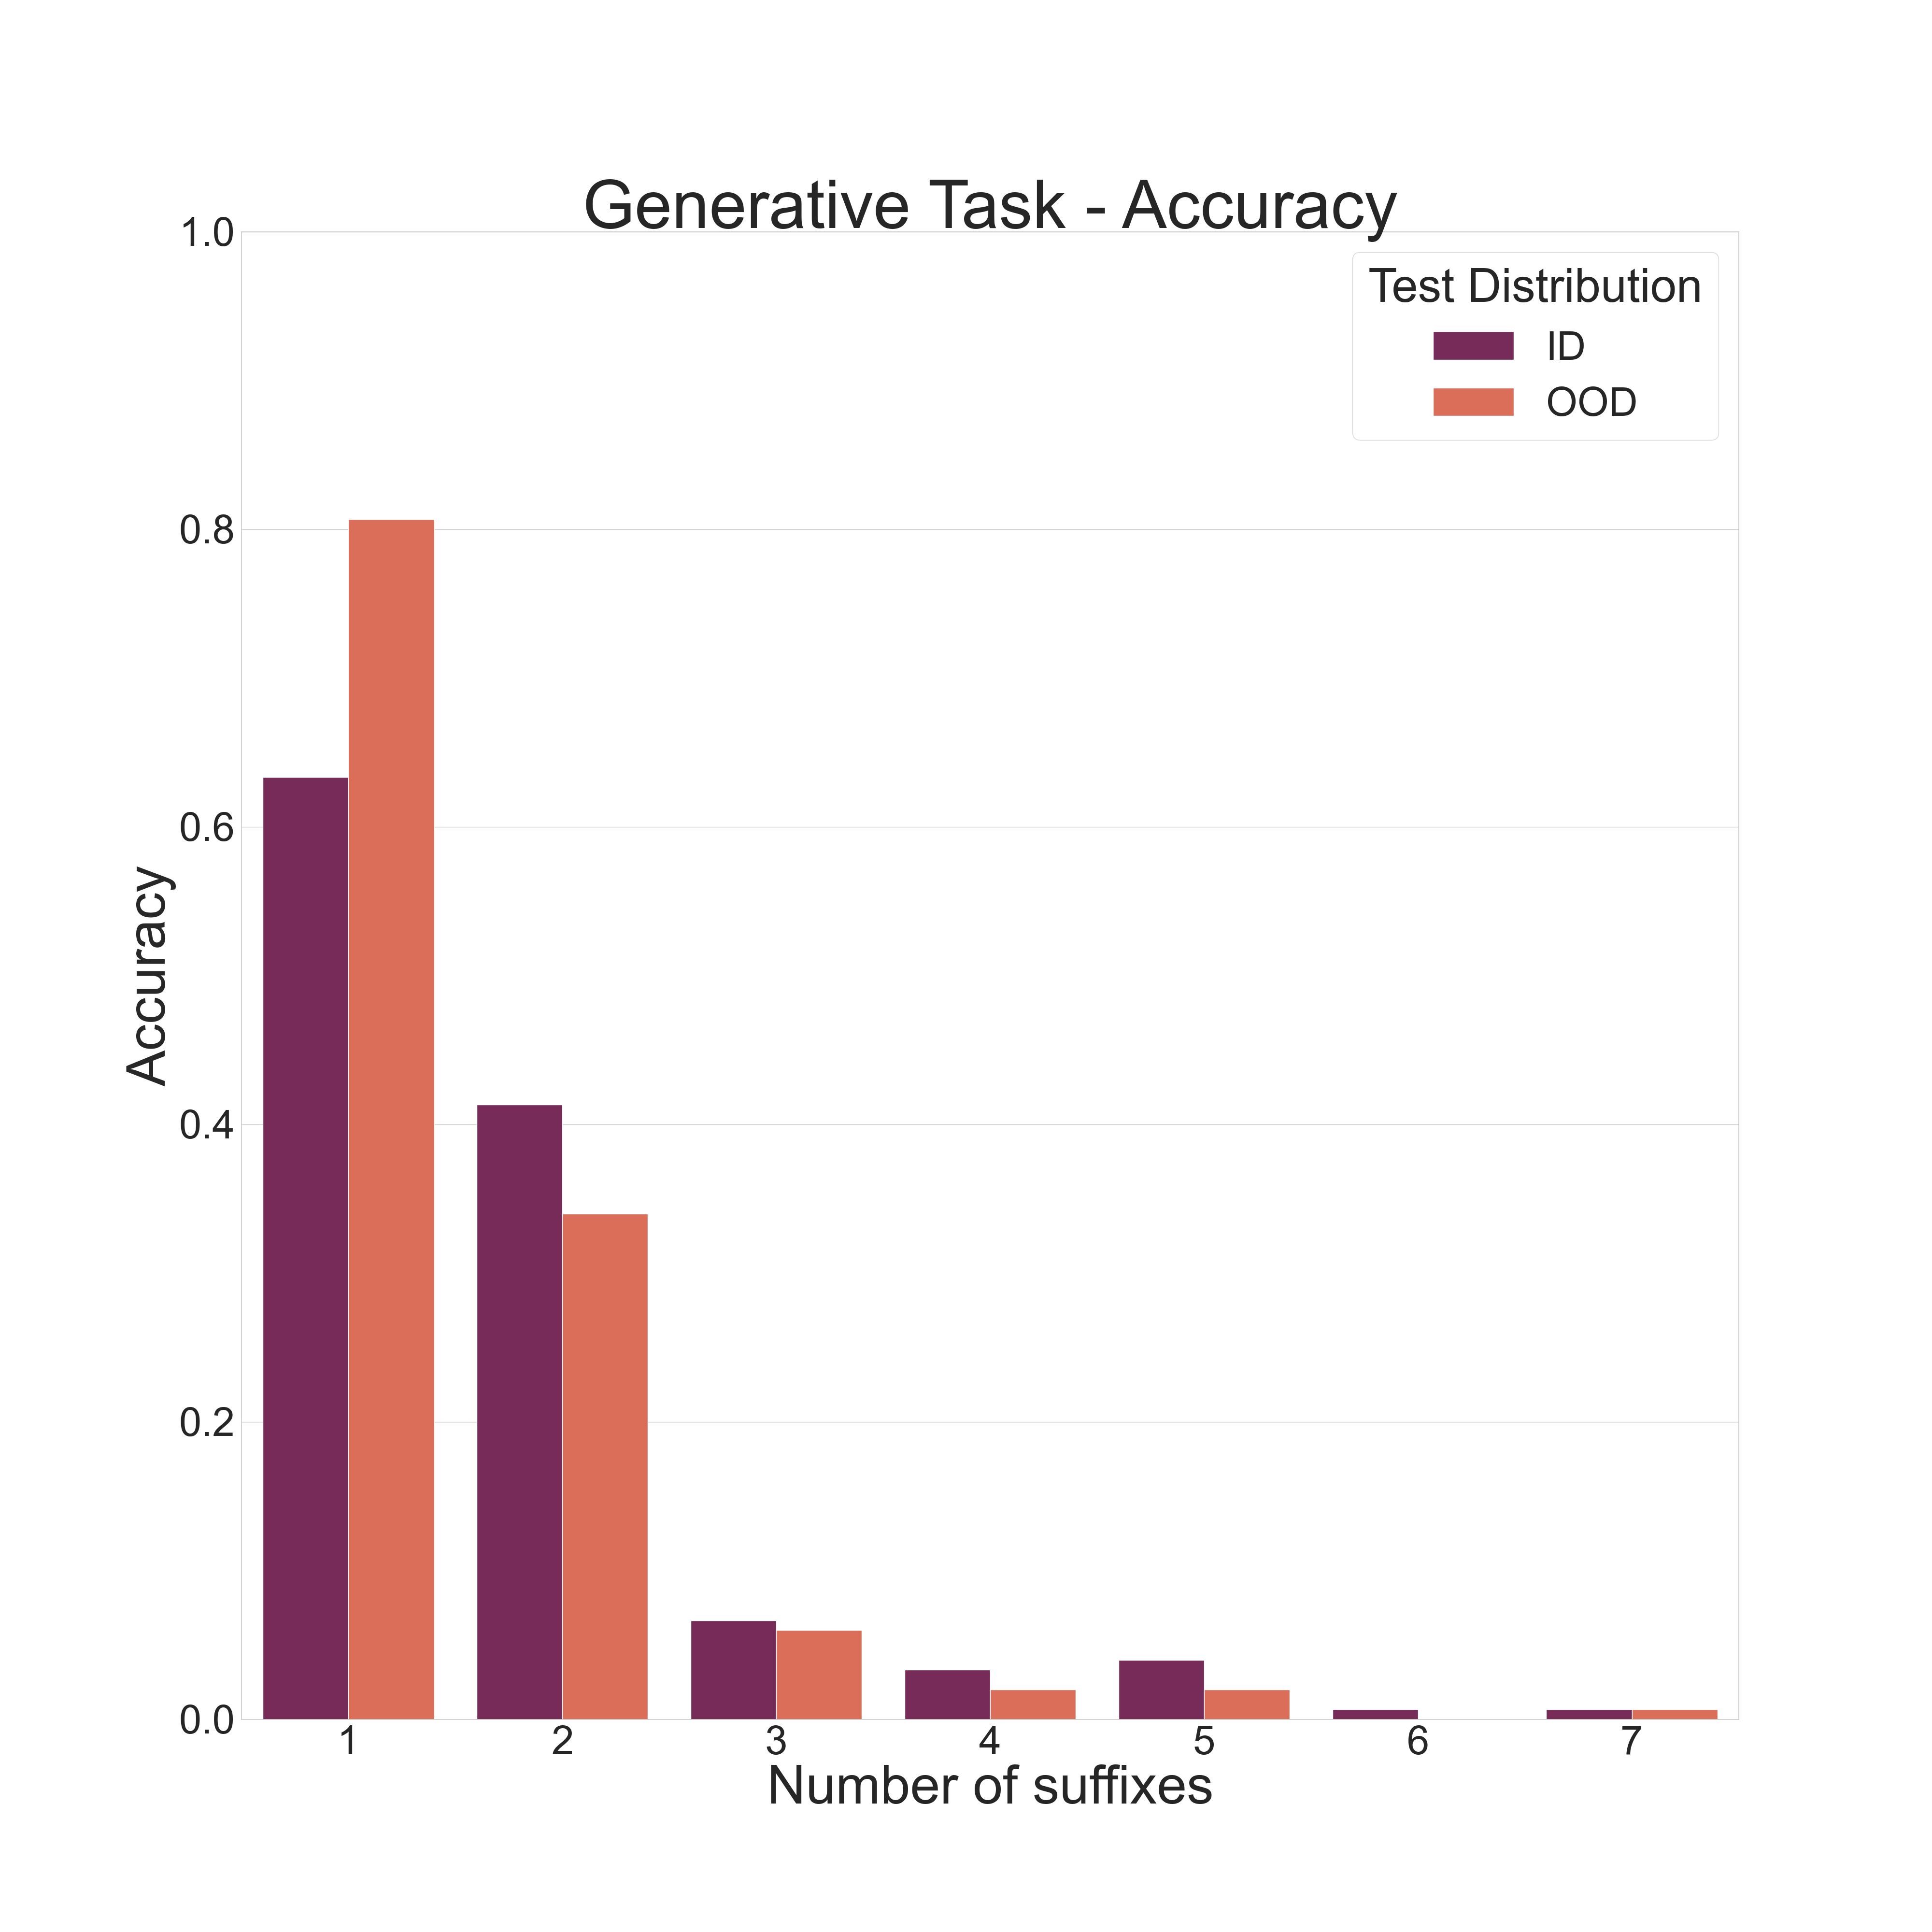 Generative Task - Accuracy
1.0
0.8
0.6
0.4
0.2
0.0
Accuracy
Test Distribution
ID
OOD
1 2 3 4 5 6 7
Number of suffixes